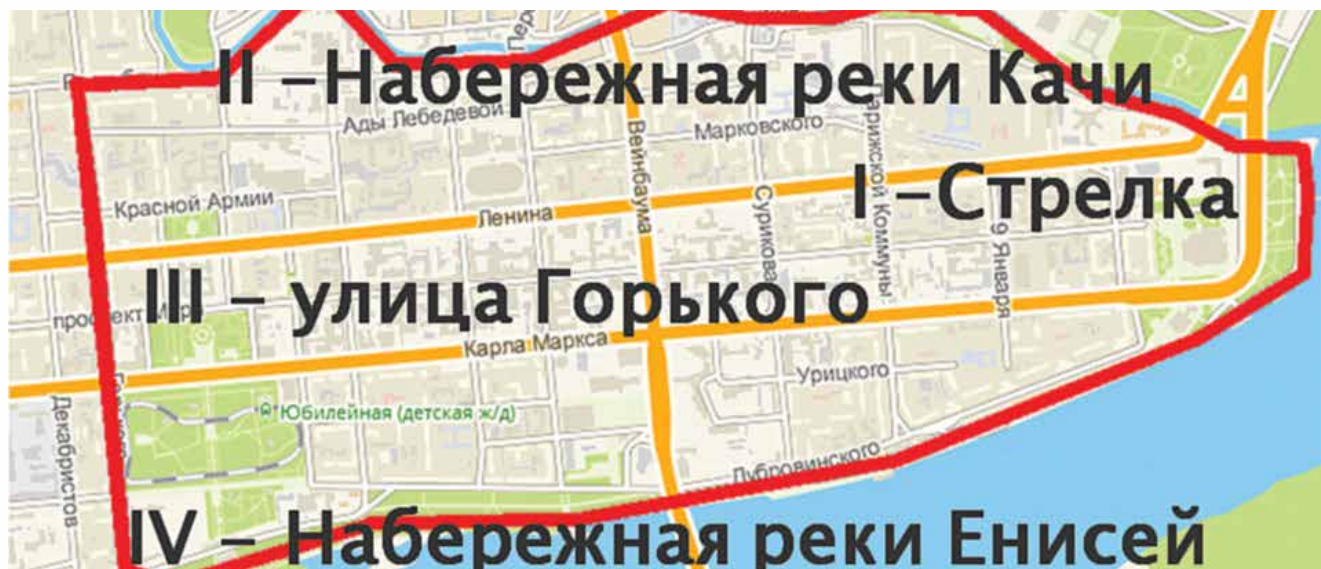 II –Набережная реки Качи
Ады Лебедевой
Марковского
Вейнбаума
Парижской Коммуны
Красной Армии
Ленина
Сурикова
I –Стрелка
9 Января
III – улица Горького
проспект Мира
Карла Маркса
Урицкого
Юбилейная (детская ж/д)
Декабристов
Дубровинского
IV – Набережная реки Енисей